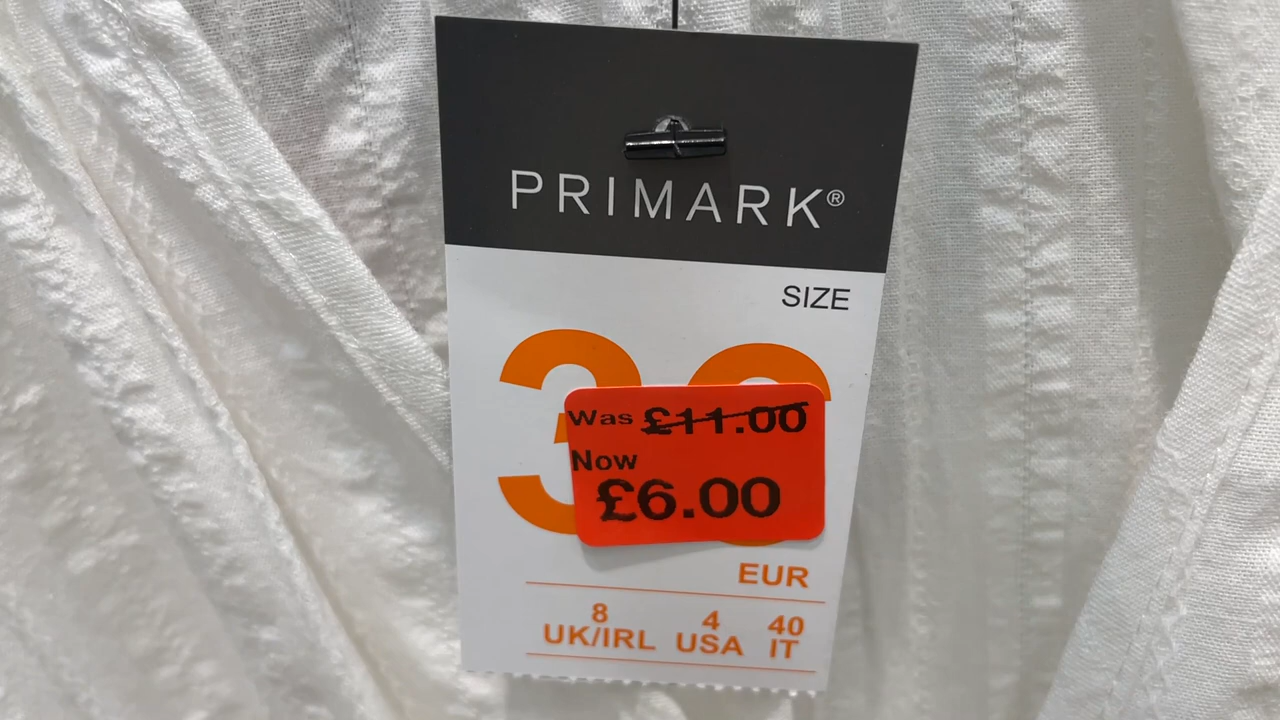 PRIMARK®
SIZE
Was £11.00
Now
£6.00
EUR
8 4 40
UK/IRL USA IT